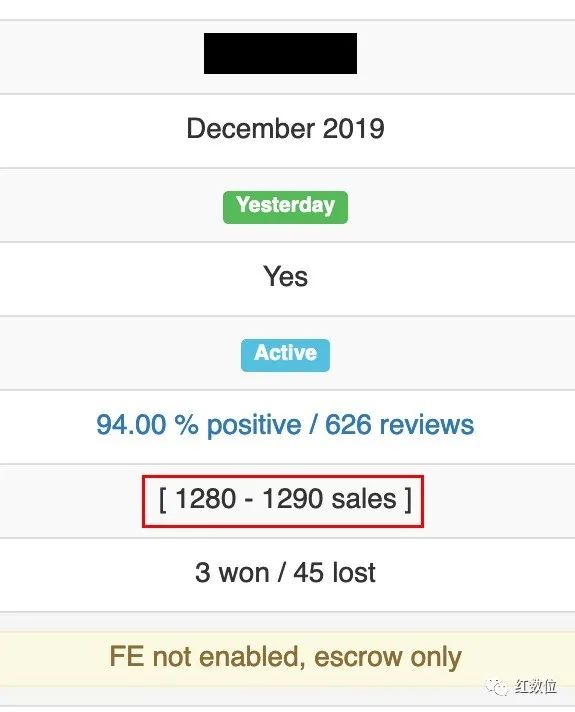 December 2019
Yesterday
Yes
Active
94.00 % positive / 626 reviews
[ 1280 - 1290 sales ]
3 won / 45 lost
FE not enabled, escrow only
红数位